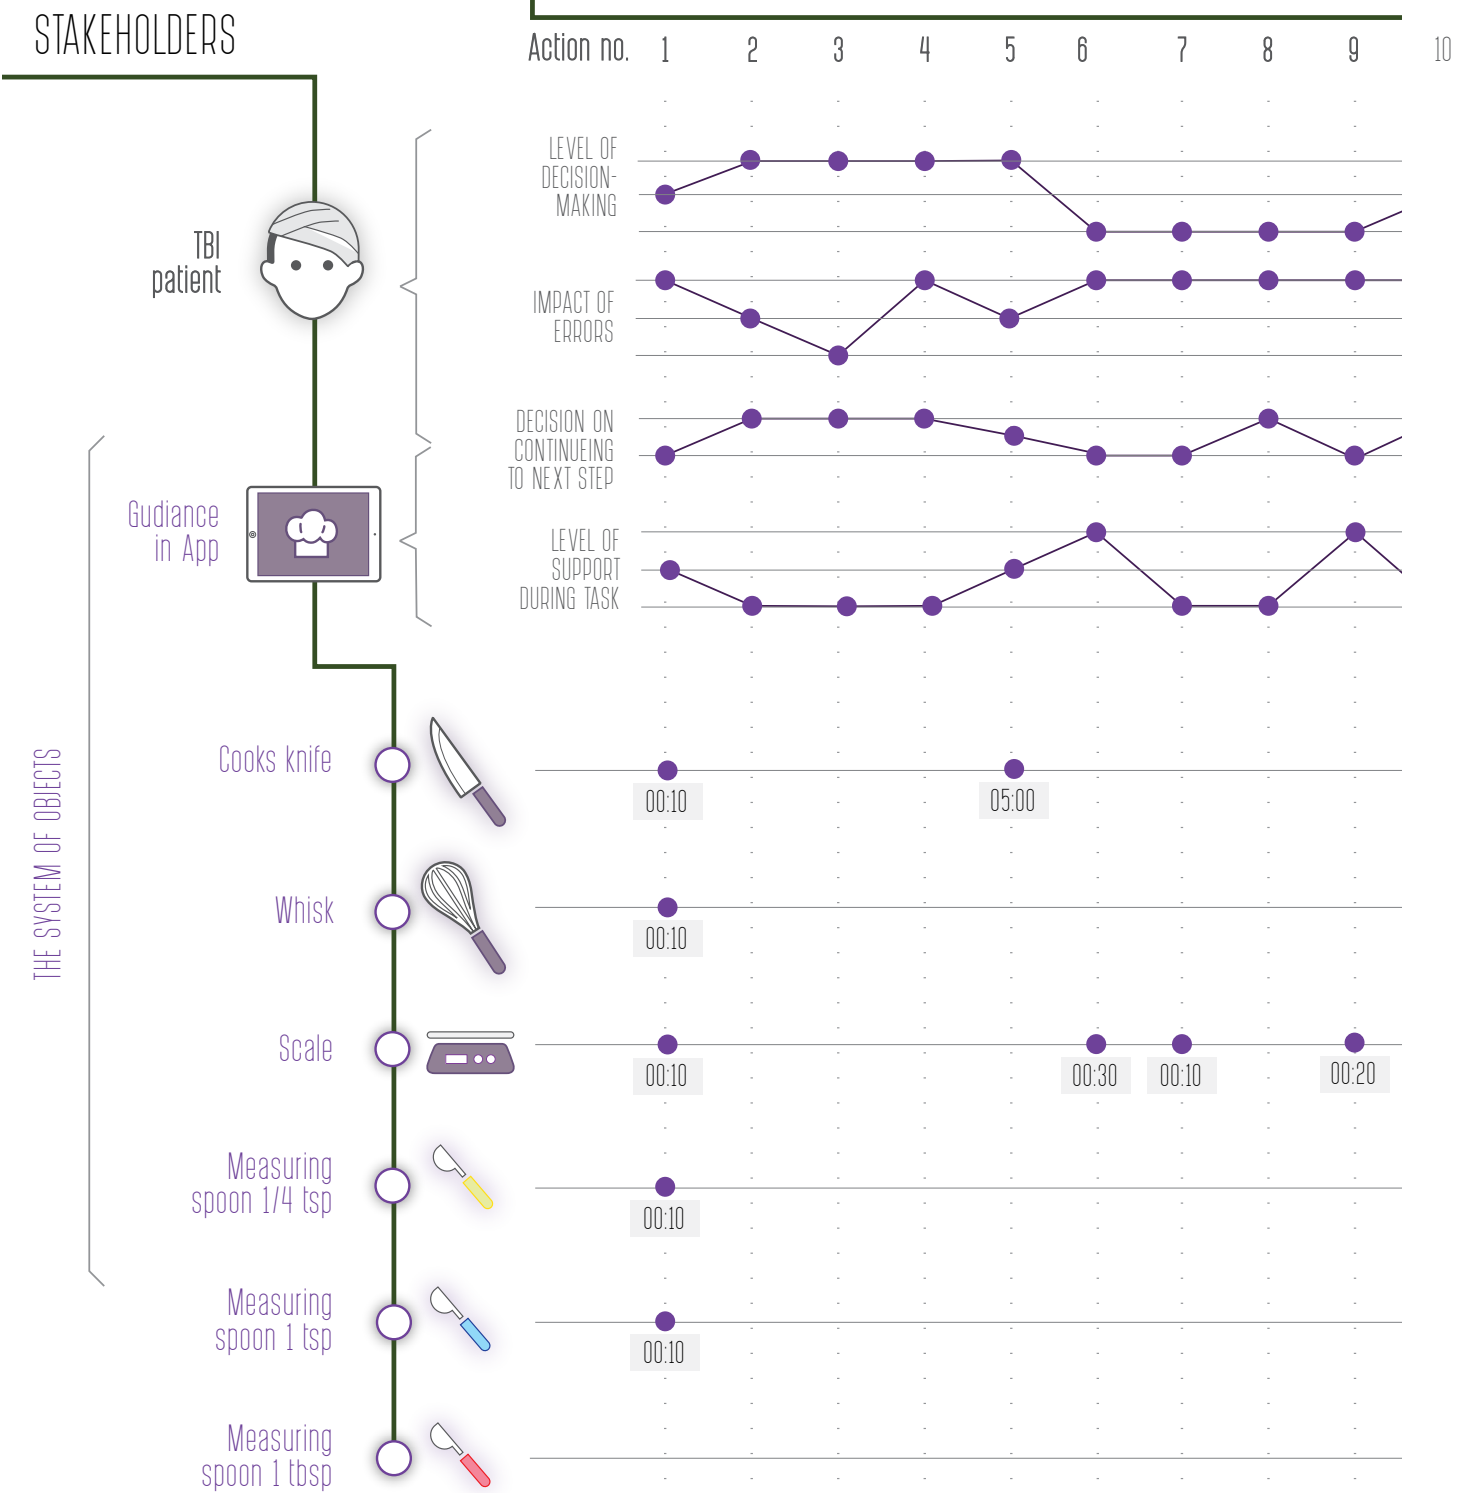 STAKEHOLDERS
Action no. 1 2 3 4 5 6 7 8 9 10
LEVEL OF
DECISION-
MAKING
TBI
patient
IMPACT OF
ERRORS
DECISION ON
CONTINUEING
TO NEXT STEP
Gudiance
in App
LEVEL OF
SUPPORT
DURING TASK
THE SYSTEM OF OBJECTS
Cooks knife
00:10 05:00
Whisk
00:10
Scale
00:10 00:30 00:10 00:20
Measuring
spoon 1/4 tsp
00:10
Measuring
spoon 1 tsp
00:10
Measuring
spoon 1 tbsp